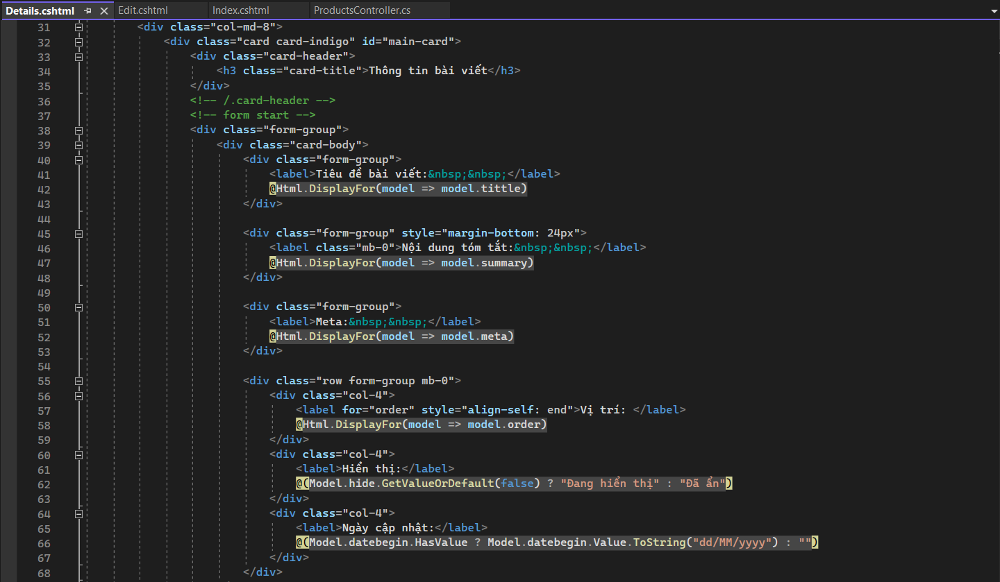 Details.cshtml Edit.cshtml Index.cshtml ProductsController.cs
31 <div class="col-md-8">
32 <div class="card card-indigo" id="main-card">
33 <div class="card-header">
34 <h3 class="card-title">Thông tin bài viết</h3>
35 </div>
36 <!-- /.card-header -->
37 <!-- form start -->
38 <div class="form-group">
39 <div class="card-body">
40 <div class="form-group">
41 <label>Tiêu đề bài viết:&nbsp;&nbsp;</label>
42 @Html.DisplayFor(model => model.tittle)
43 </div>
44
45 <div class="form-group" style="margin-bottom: 24px">
46 <label class="mb-0">Nội dung tóm tắt:&nbsp;&nbsp;</label>
47 @Html.DisplayFor(model => model.summary)
48 </div>
49
50 <div class="form-group">
51 <label>Meta:&nbsp;&nbsp;</label>
52 @Html.DisplayFor(model => model.meta)
53 </div>
54
55 <div class="row form-group mb-0">
56 <div class="col-4">
57 <label for="order" style="align-self: end">Vị trí: </label>
58 @Html.DisplayFor(model => model.order)
59 </div>
60 <div class="col-4">
61 <label>Hiển thị:</label>
62 @(Model.hide.GetValueOrDefault(false) ? "Đang hiển thị" : "Đã ẩn")
63 </div>
64 <div class="col-4">
65 <label>Ngày cập nhật:</label>
66 @(Model.datebegin.HasValue ? Model.datebegin.Value.ToString("dd/MM/yyyy") : "")
67 </div>
68 </div>